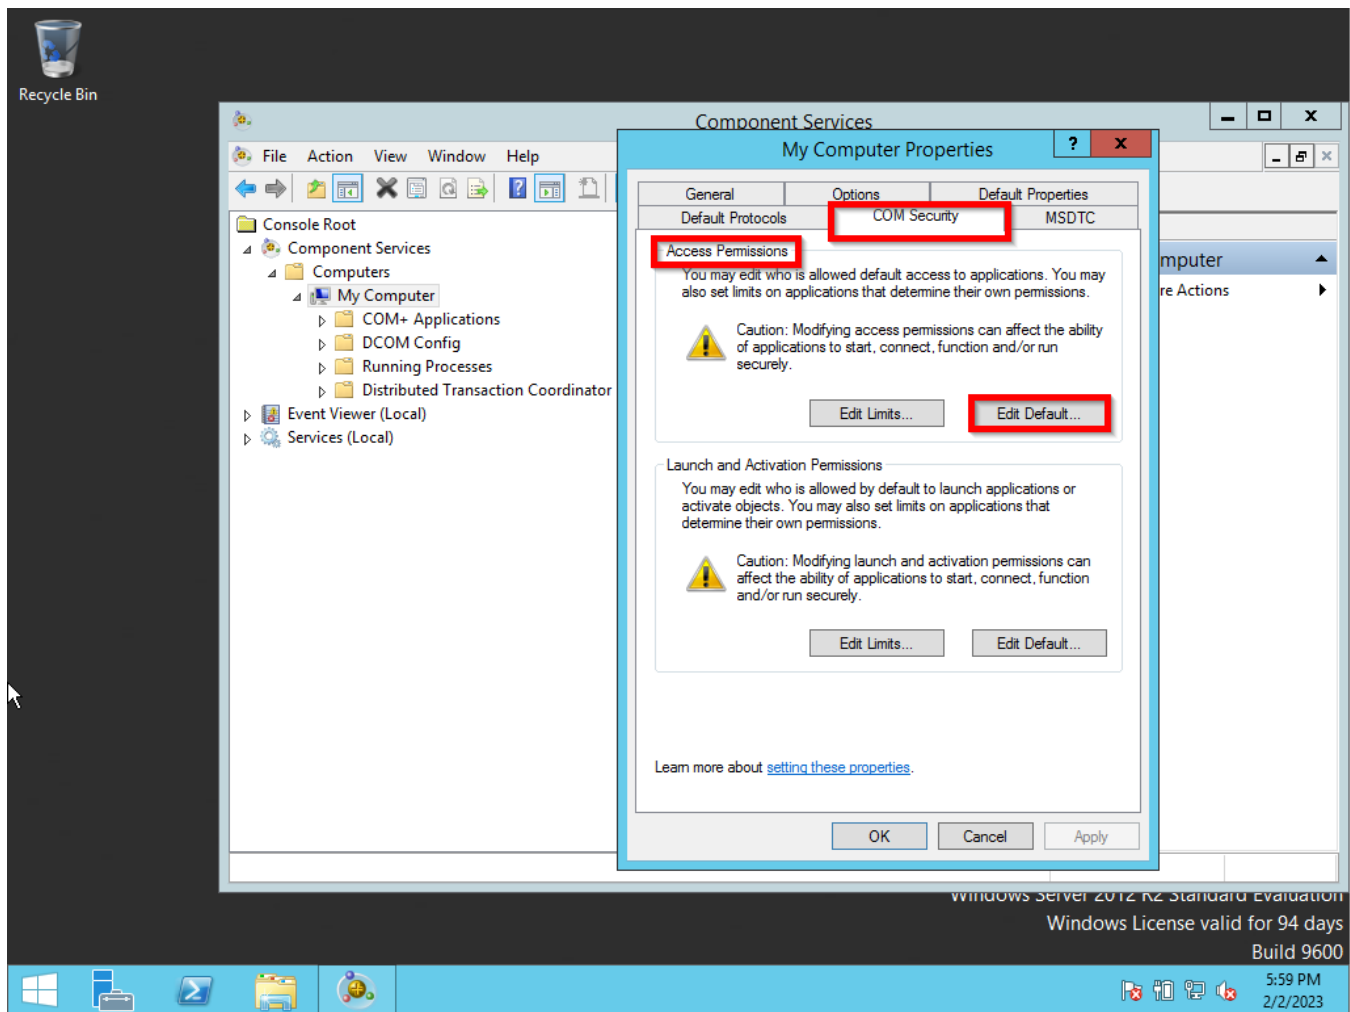 Recycle Bin
Component Services
File Action View Window Help
My Computer Properties
? x
Console Root
Component Services
Computers
My Computer
COM+ Applications
DCOM Config
Running Processes
Distributed Transaction Coordinator
Event Viewer (Local)
Services (Local)
General Options Default Properties
Default Protocols COM Security MSDTC
Access Permissions
You may edit who is allowed default access to applications. You may
also set limits on applications that determine their own permissions.
Caution: Modifying access permissions can affect the ability
of applications to start, connect, function and/or run
securely.
Edit Limits... Edit Default...
Launch and Activation Permissions
You may edit who is allowed by default to launch applications or
activate objects. You may also set limits on applications that
determine their own permissions.
Caution: Modifying launch and activation permissions can
affect the ability of applications to start, connect, function
and/or run securely.
Edit Limits... Edit Default...
Learn more about setting these properties.
OK Cancel Apply
mputer
re Actions
Windows Server 2012 R2 Standard Evaluation
Windows License valid for 94 days
Build 9600
5:59 PM
2/2/2023